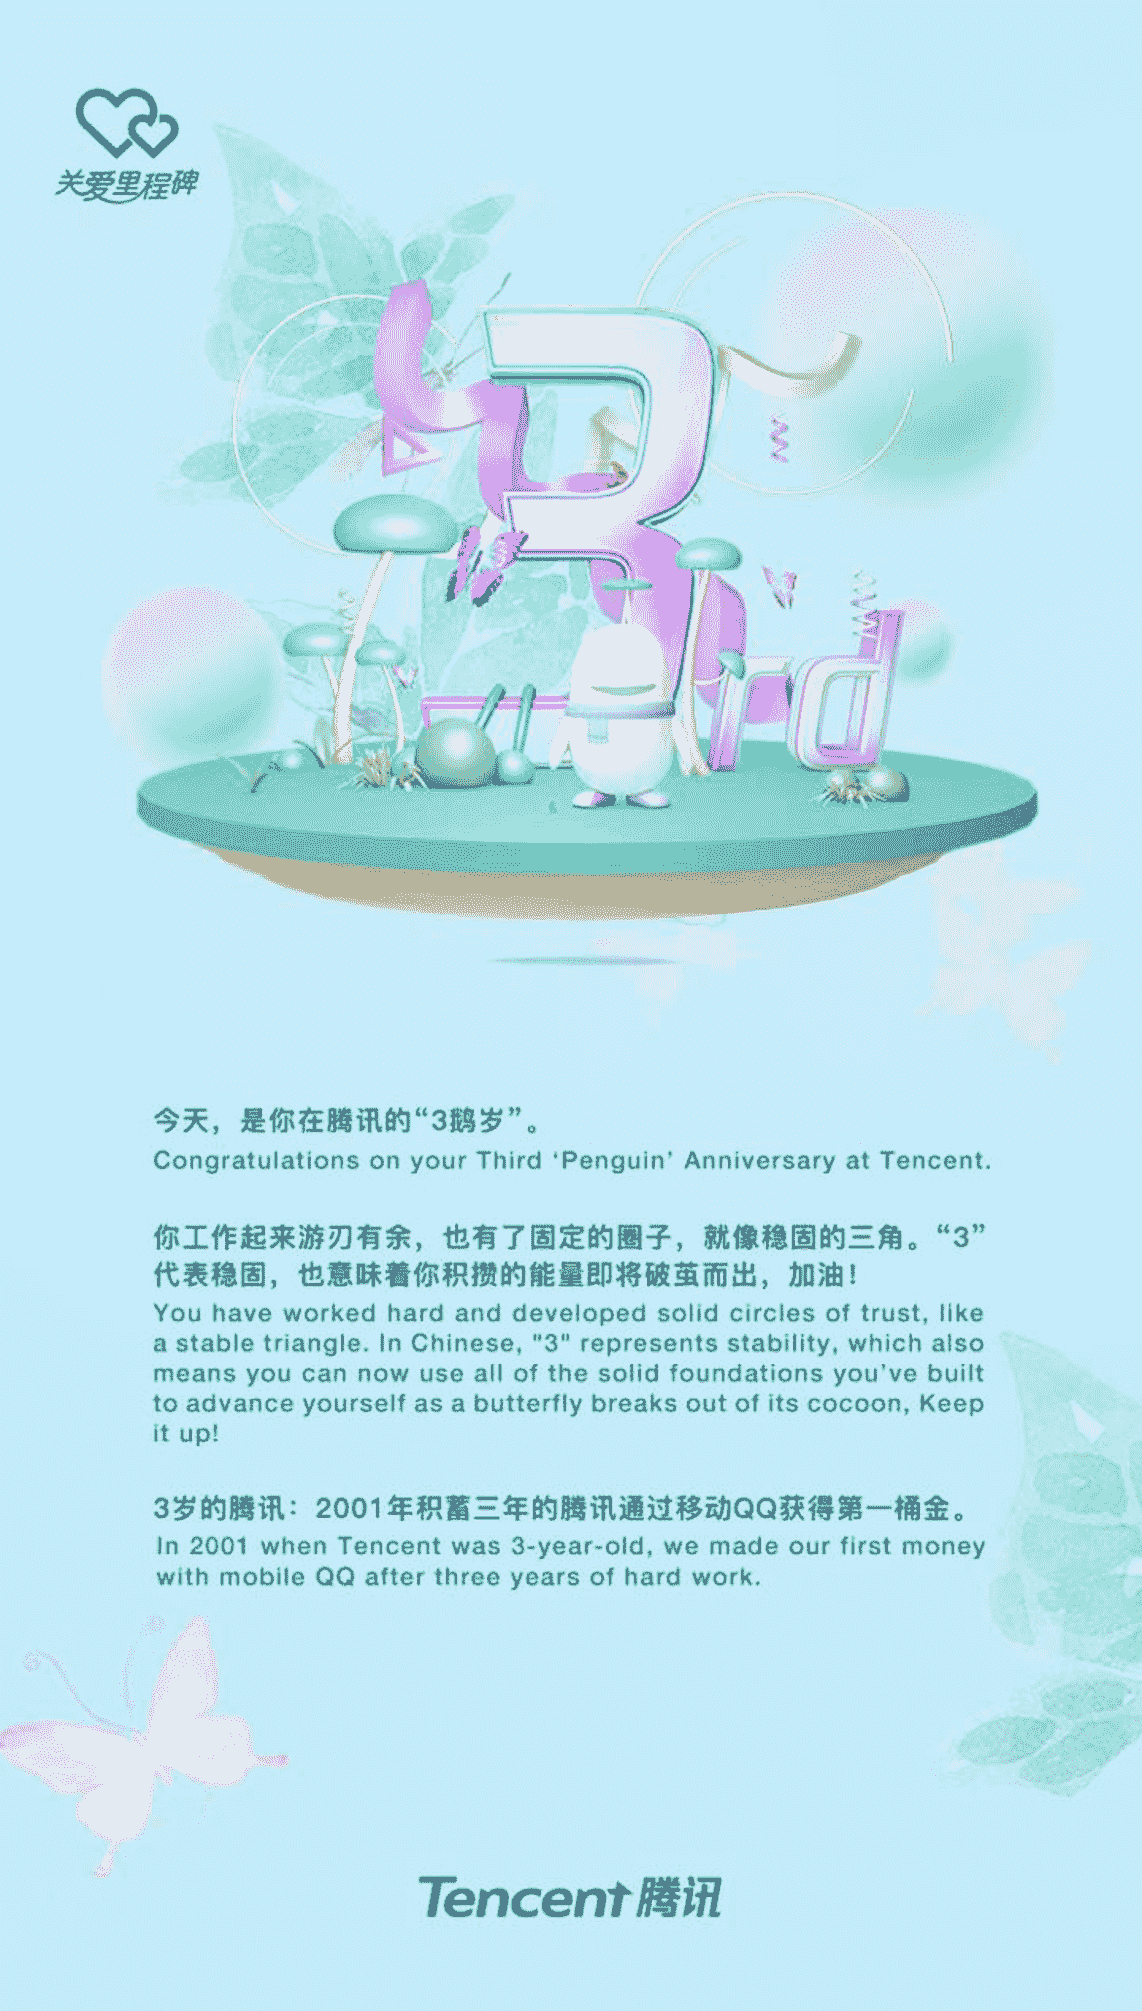 关爱里程碑
3
rd
今天，是你在腾讯的“3鹅岁”。
Congratulations on your Third ‘Penguin’ Anniversary at Tencent.
你工作起来游刃有余，也有了固定的圈子，就像稳固的三角。“3”
代表稳固，也意味着你积攒的能量即将破茧而出，加油！
You have worked hard and developed solid circles of trust, like
a stable triangle. In Chinese, "3" represents stability, which also
means you can now use all of the solid foundations you’ve built
to advance yourself as a butterfly breaks out of its cocoon, Keep
it up!
3岁的腾讯：2001年积蓄三年的腾讯通过移动QQ获得第一桶金。
In 2001 when Tencent was 3-year-old, we made our first money
with mobile QQ after three years of hard work.
Tencent 腾讯